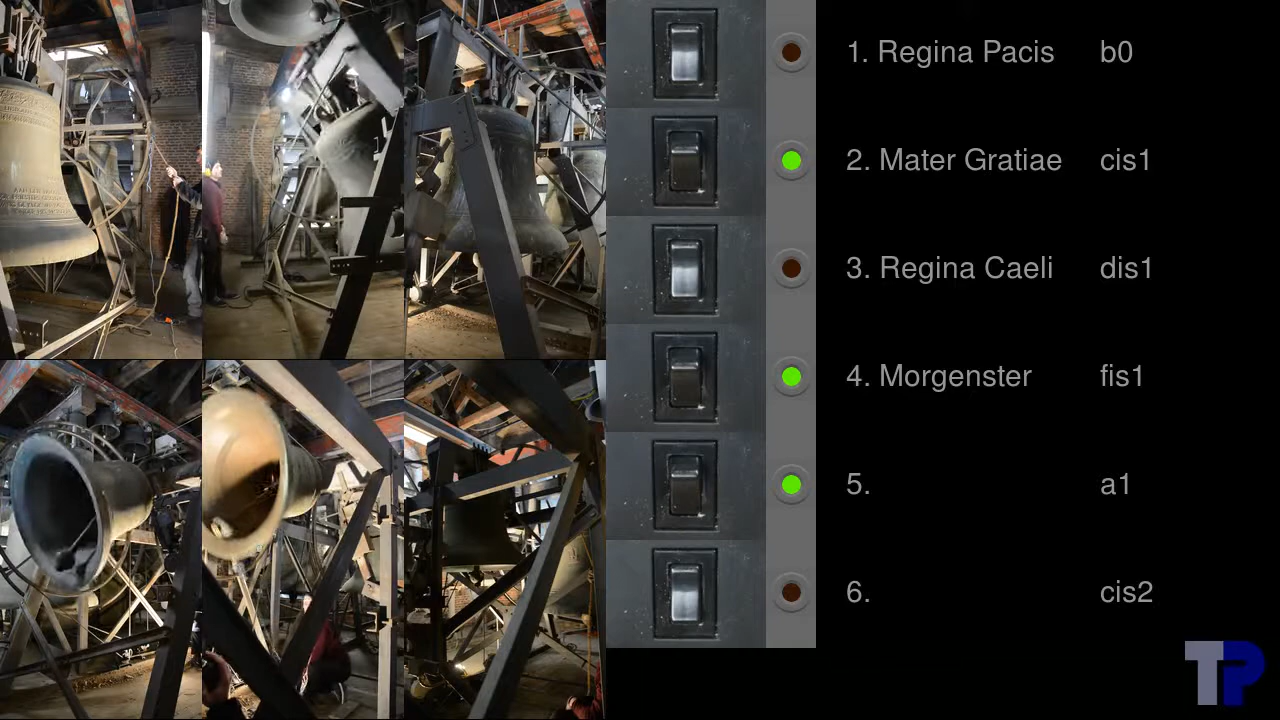 1. Regina Pacis b0
2. Mater Gratiae cis1
3. Regina Caeli dis1
4. Morgenster fis1
5. a1
6. cis2
TP